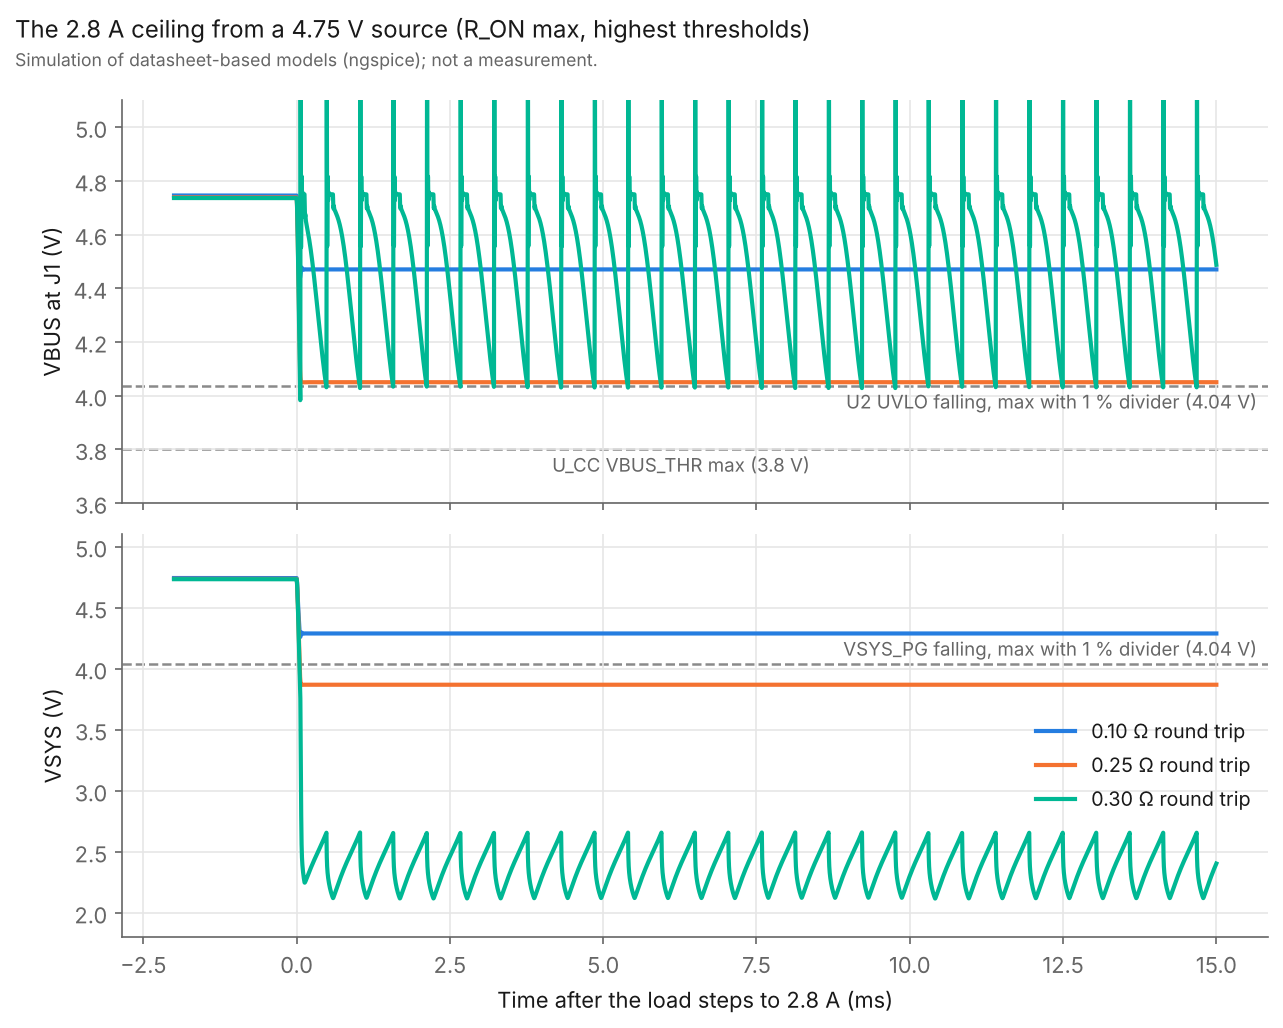 The 2.8 A ceiling from a 4.75 V source (R_ON max, highest thresholds)
Simulation of datasheet-based models (ngspice); not a measurement.
VBUS at J1 (V)
5.0
4.8
4.6
4.4
4.2
4.0
3.8
3.6
U2 UVLO falling, max with 1 % divider (4.04 V)
U_CC VBUS_THR max (3.8 V)
VSYS (V)
5.0
4.5
4.0
3.5
3.0
2.5
2.0
VSYS_PG falling, max with 1 % divider (4.04 V)
0.10 Ω round trip
0.25 Ω round trip
0.30 Ω round trip
−2.5 0.0 2.5 5.0 7.5 10.0 12.5 15.0
Time after the load steps to 2.8 A (ms)